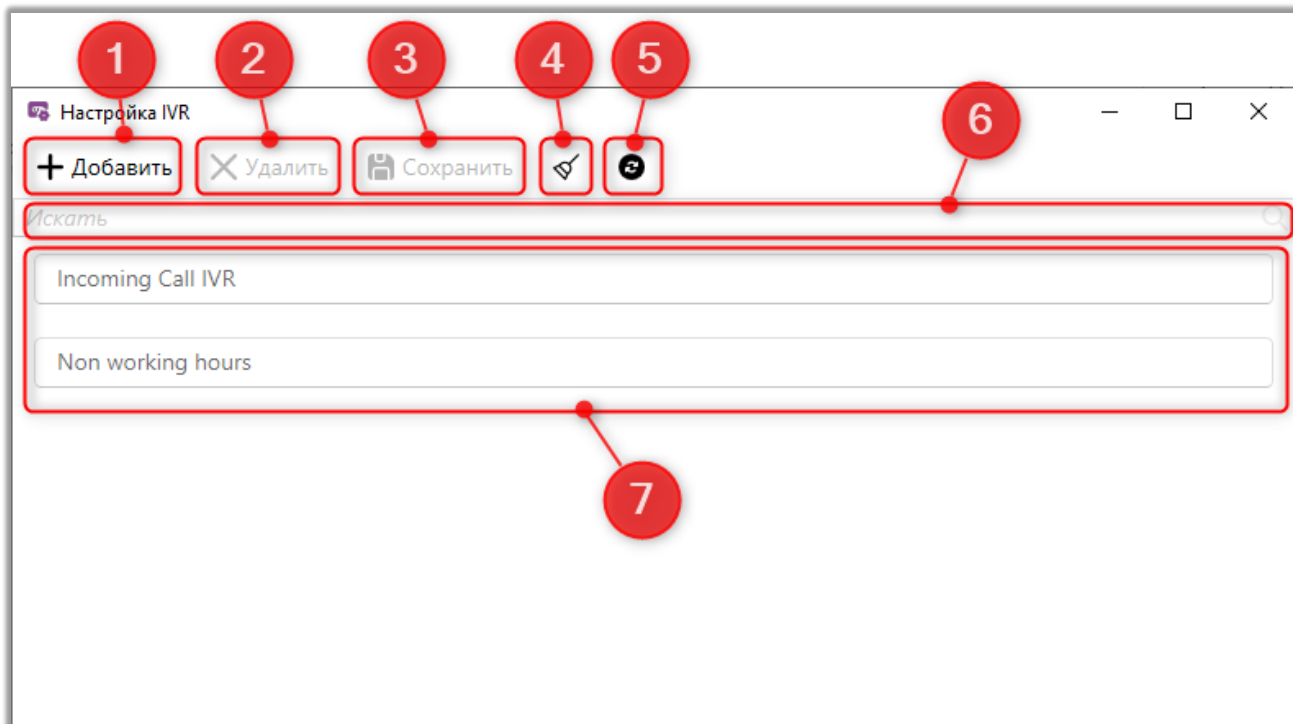 1 2 3 4 5
Настройка IVR
6
Добавить Удалить Сохранить
Искать
Incoming Call IVR
Non working hours
7